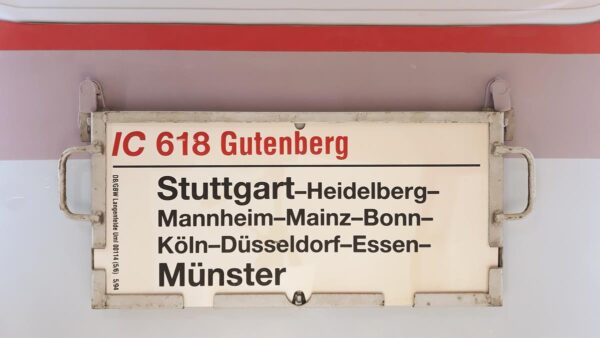 IC 618 Gutenberg
Stuttgart–Heidelberg–
Mannheim–Mainz–Bonn–
Köln–Düsseldorf–Essen–
Münster